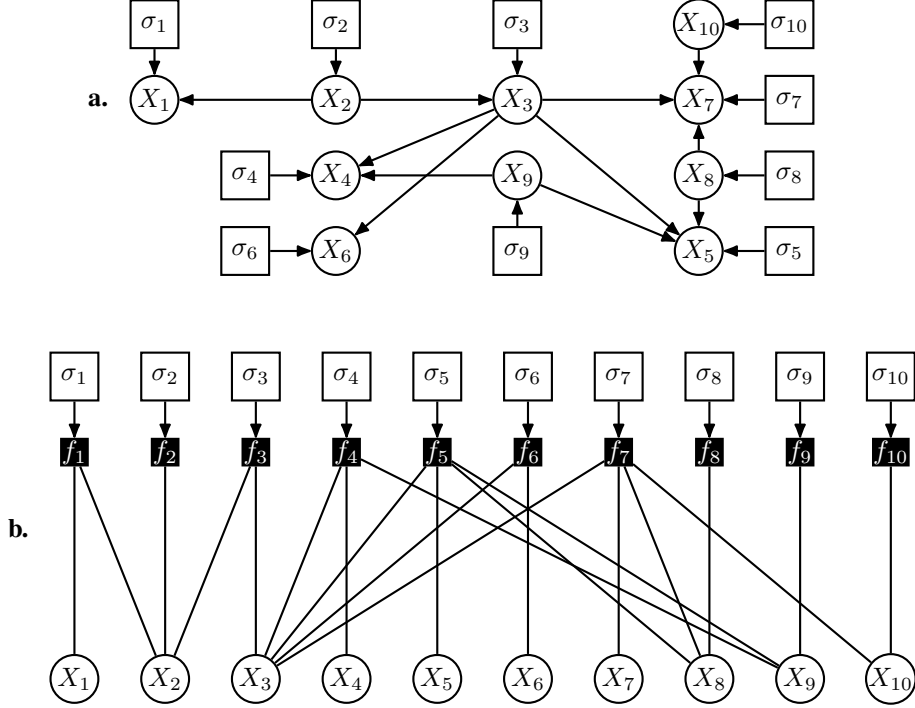 σ₁ σ₂ σ₃ X₁₀ σ₁₀
a. X₁ X₂ X₃ X₇ σ₇
σ₄ X₄ X₉ X₈ σ₈
σ₆ X₆ σ₉ X₅ σ₅
σ₁ σ₂ σ₃ σ₄ σ₅ σ₆ σ₇ σ₈ σ₉ σ₁₀
f₁ f₂ f₃ f₄ f₅ f₆ f₇ f₈ f₉ f₁₀
b.
X₁ X₂ X₃ X₄ X₅ X₆ X₇ X₈ X₉ X₁₀